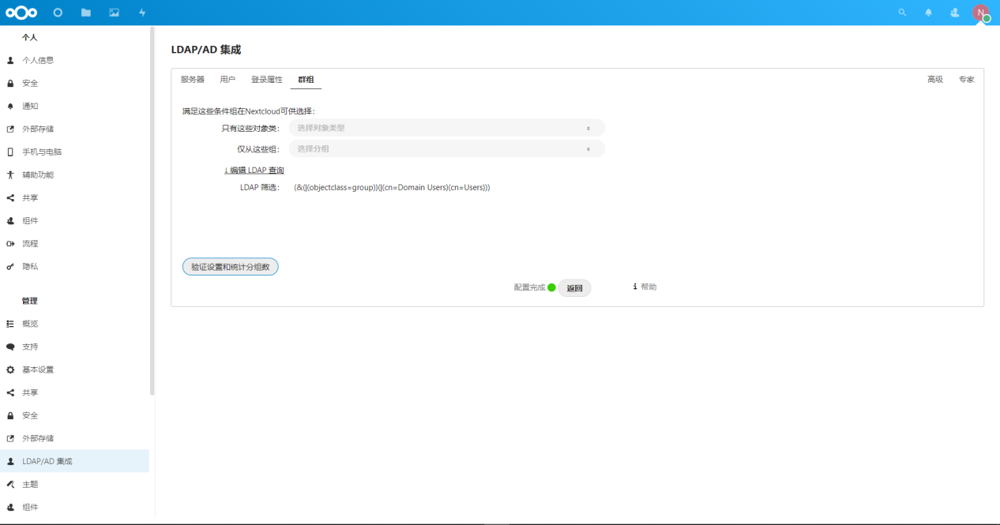 N
个人
个人信息
安全
通知
外部存储
手机与电脑
辅助功能
共享
组件
流程
隐私
管理
概览
支持
基本设置
共享
安全
外部存储
LDAP/AD 集成
主题
组件
LDAP/AD 集成
服务器 用户 登录属性 群组 高级 专家
满足这些条件组在Nextcloud可供选择：
只有这些对象类： 选择对象类型
仅从这些组： 选择分组
↓编辑 LDAP 查询
LDAP 筛选： (&(|(objectclass=group))(|(cn=Domain Users)(cn=Users)))
验证设置和统计分组数
配置完成 返回 i 帮助